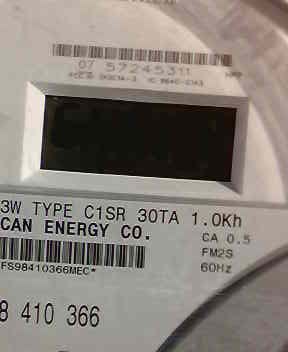 07 57245311
3W TYPE C1SR 30TA 1.0Kh
CAN ENERGY CO.
CA 0.5
FM2S
60Hz
FS98410366MEC*
8 410 366